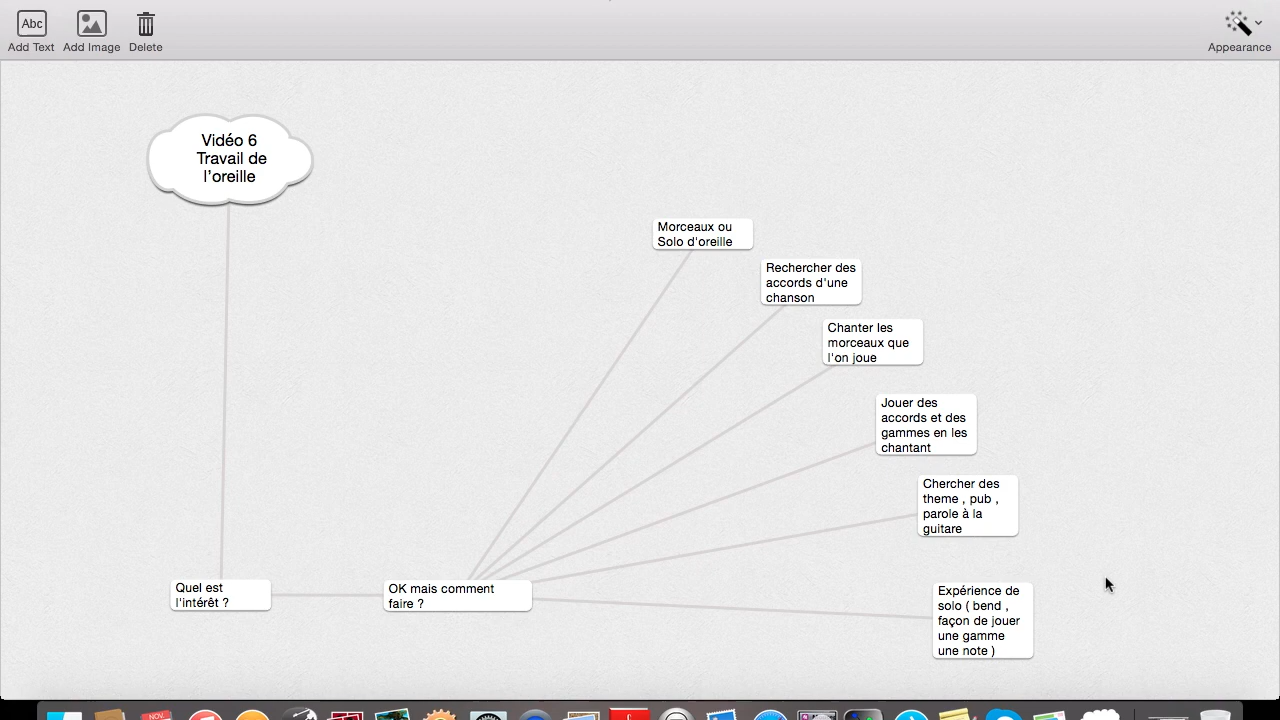 Abc
Add Text
Add Image
Delete
Appearance
Vidéo 6
Travail de
l’oreille
Morceaux ou
Solo d'oreille
Rechercher des
accords d'une
chanson
Chanter les
morceaux que
l'on joue
Jouer des
accords et des
gammes en les
chantant
Chercher des
theme , pub ,
parole à la
guitare
Quel est
l'intérêt ?
OK mais comment
faire ?
Expérience de
solo ( bend ,
façon de jouer
une gamme
une note )
NOV.